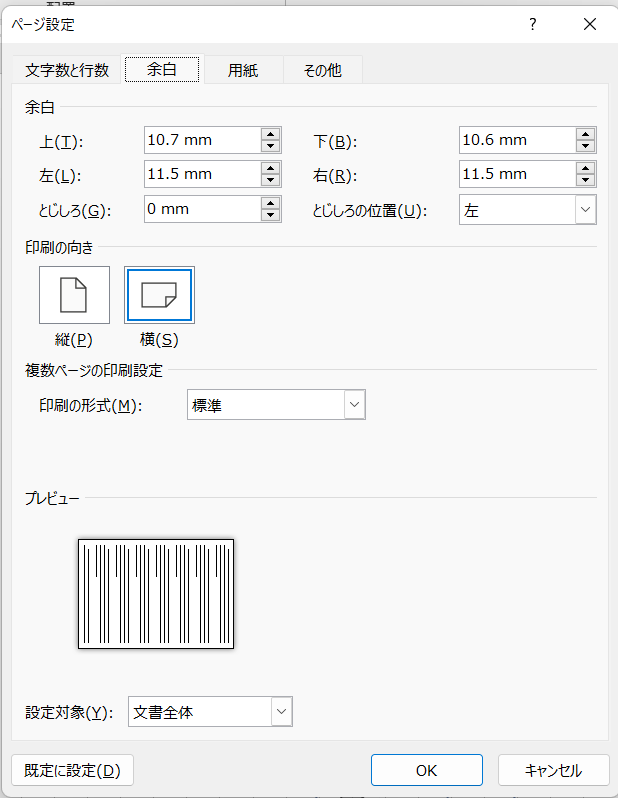 配置
ページ設定 ?
文字数と行数 余白 用紙 その他
余白
上(T): 10.7 mm 下(B): 10.6 mm
左(L): 11.5 mm 右(R): 11.5 mm
とじしろ(G): 0 mm とじしろの位置(U): 左
印刷の向き
縦(P) 横(S)
複数ページの印刷設定
印刷の形式(M): 標準
プレビュー
設定対象(Y): 文書全体
既定に設定(D) OK キャンセル